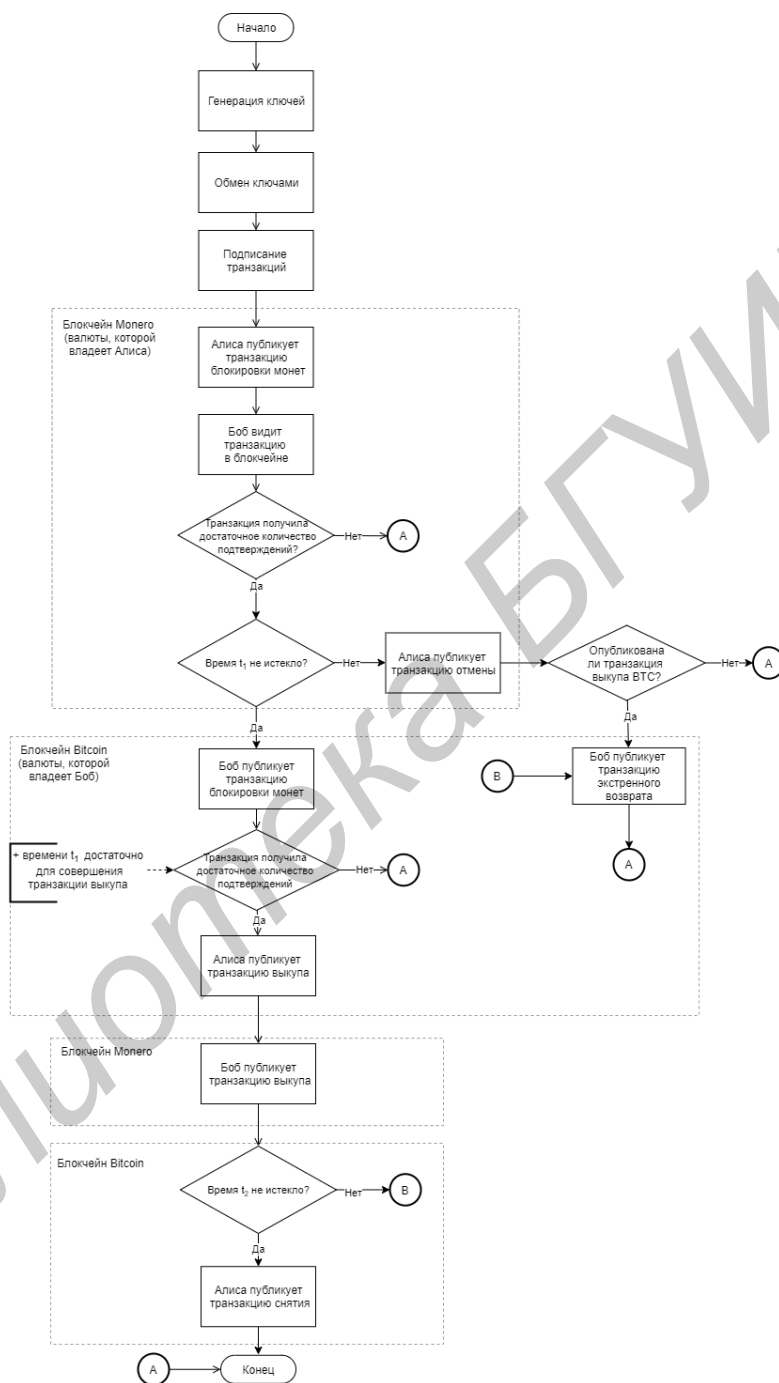 Начало
Генерация ключей
Обмен ключами
Подписание
транзакций
Блокчейн Monero
(валюты, которой
владеет Алиса)
Алиса публикует
транзакцию
блокировки монет
Боб видит
транзакцию
в блокчейне
Транзакция получила
достаточное количество
подтверждений?
Нет
A
Да
Время t₁ не истекло?
Нет
Алиса публикует
транзакцию отмены
Опубликована
ли транзакция
выкупа BTC?
Нет
A
Да
Да
Блокчейн Bitcoin
(валюты, которой
владеет Боб)
Боб публикует
транзакцию
блокировки монет
B
Боб публикует
транзакцию
экстренного
возврата
A
+ времени t₁ достаточно
для совершения
транзакции выкупа
Транзакция получила
достаточное количество
подтверждений
Нет
A
Да
Алиса публикует
транзакцию выкупа
Блокчейн Monero
Боб публикует
транзакцию выкупа
Блокчейн Bitcoin
Время t₂ не истекло?
Нет
B
Да
Алиса публикует
транзакцию снятия
A
Конец